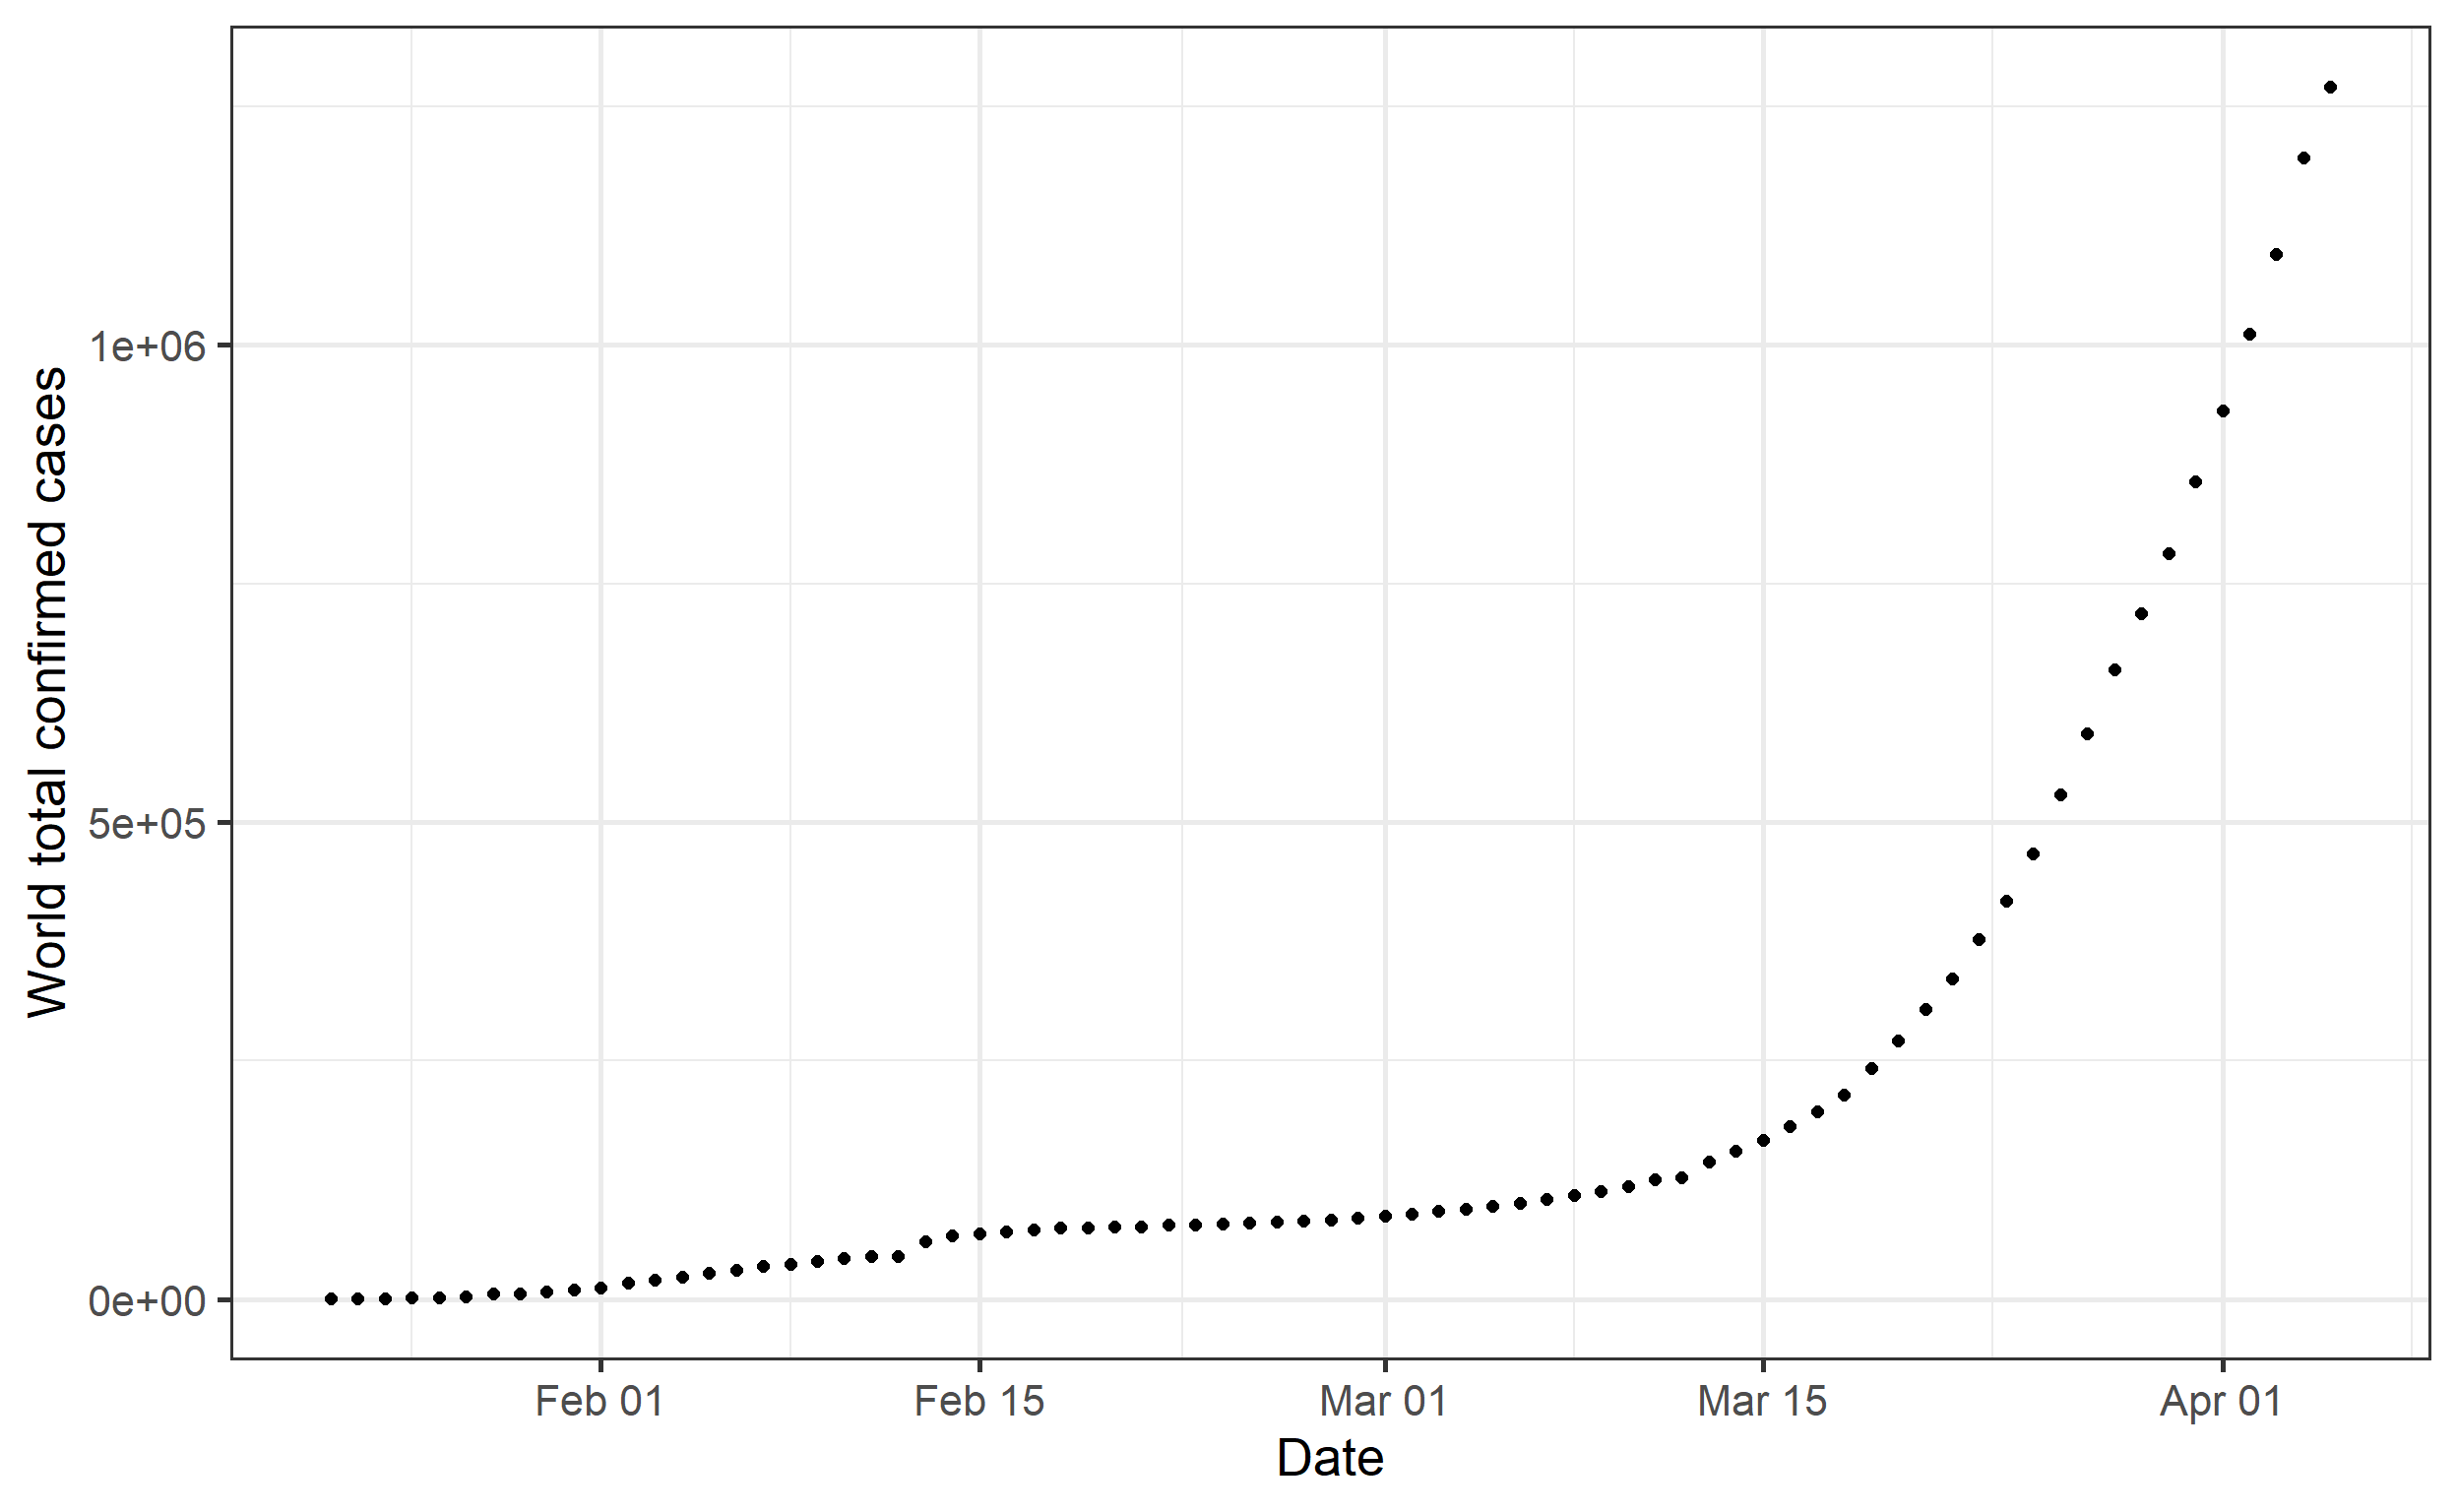 World total confirmed cases
1e+06
5e+05
0e+00
Feb 01
Feb 15
Mar 01
Mar 15
Apr 01
Date